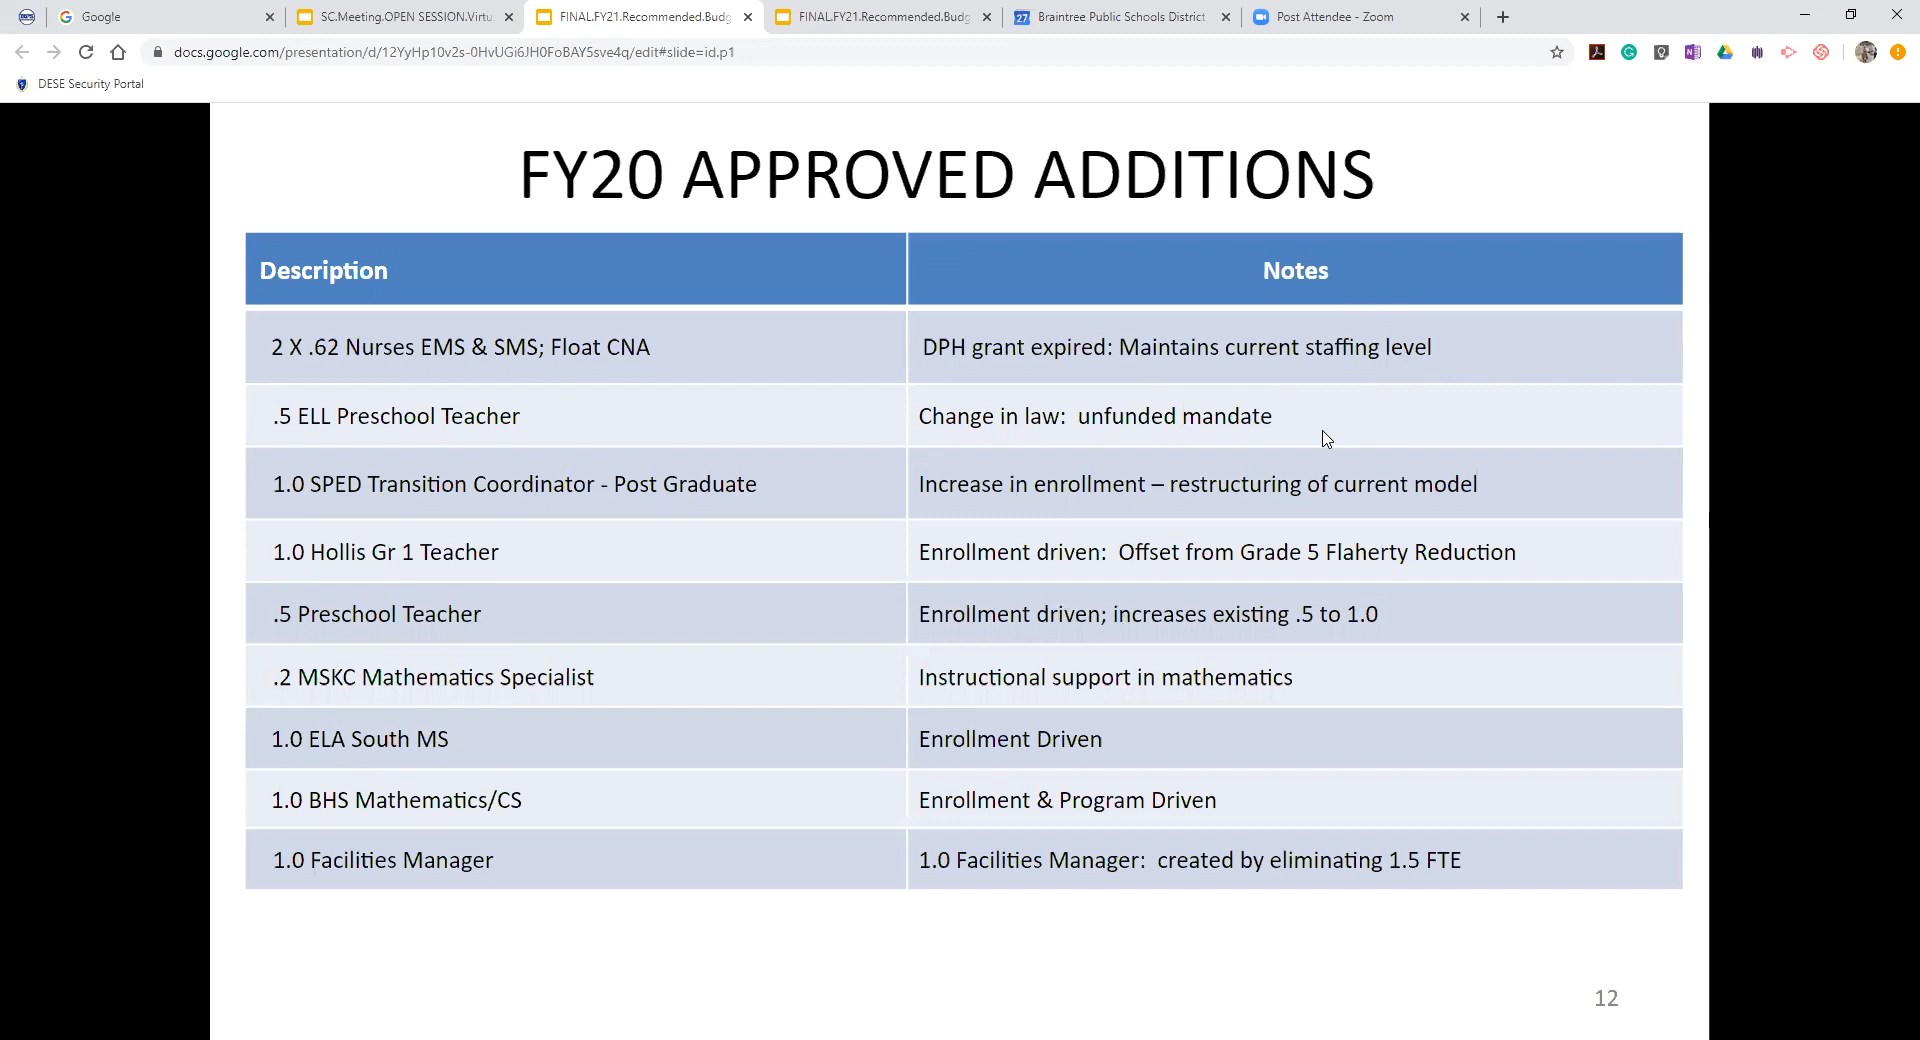 Google
SC.Meeting.OPEN SESSION.Virtu
FINAL.FY21.Recommended.Budg
FINAL.FY21.Recommended.Budg
Braintree Public Schools District
27
Post Attendee - Zoom
docs.google.com/presentation/d/12YyHp10v2s-0HvUGi6JH0FoBAY5sve4q/edit#slide=id.p1
DESE Security Portal
FY20 APPROVED ADDITIONS
Description Notes
2 X .62 Nurses EMS & SMS; Float CNA DPH grant expired: Maintains current staffing level
.5 ELL Preschool Teacher Change in law: unfunded mandate
1.0 SPED Transition Coordinator - Post Graduate Increase in enrollment – restructuring of current model
1.0 Hollis Gr 1 Teacher Enrollment driven: Offset from Grade 5 Flaherty Reduction
.5 Preschool Teacher Enrollment driven; increases existing .5 to 1.0
.2 MSKC Mathematics Specialist Instructional support in mathematics
1.0 ELA South MS Enrollment Driven
1.0 BHS Mathematics/CS Enrollment & Program Driven
1.0 Facilities Manager 1.0 Facilities Manager: created by eliminating 1.5 FTE
12